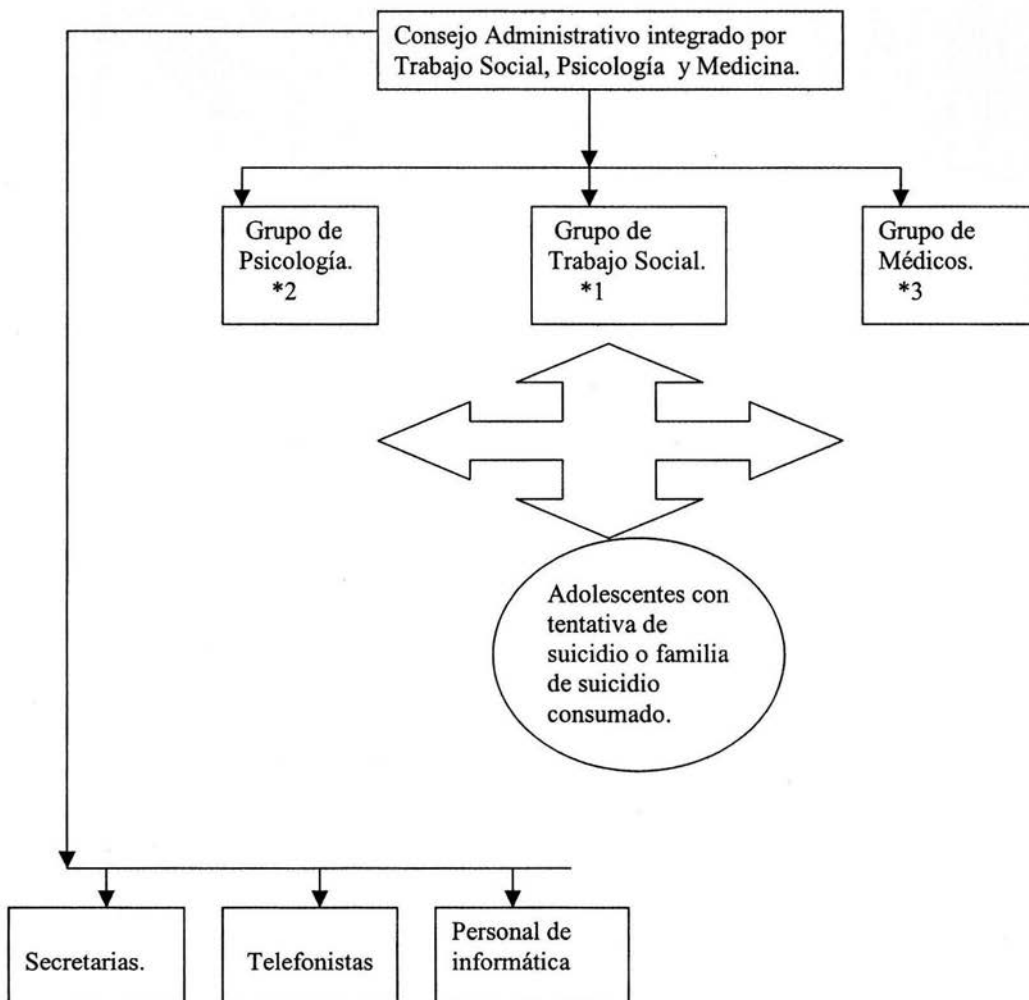 Consejo Administrativo integrado por
Trabajo Social, Psicología y Medicina.
Grupo de
Psicología.
*2
Grupo de
Trabajo Social.
*1
Grupo de
Médicos.
*3
Adolescentes con
tentativa de
suicidio o familia
de suicidio
consumado.
Secretarias.
Telefonistas
Personal de
informática